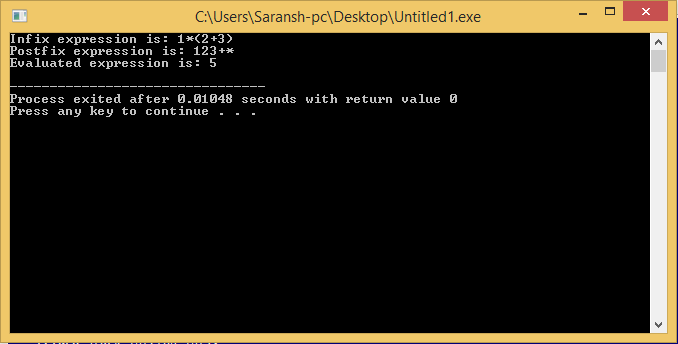 C:\Users\Saransh-pc\Desktop\Untitled1.exe
Infix expression is: 1*(2+3)
Postfix expression is: 123+*
Evaluated expression is: 5
--------------------------------
Process exited after 0.01048 seconds with return value 0
Press any key to continue . . .